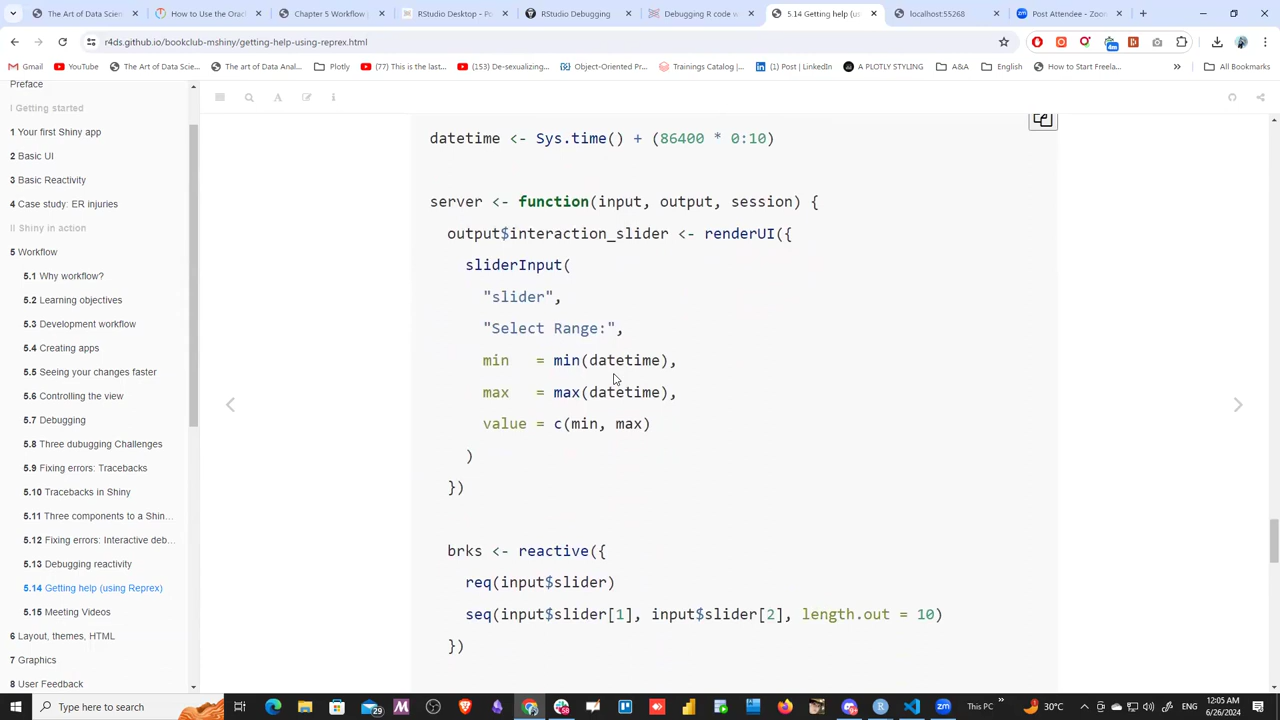 The Art of Data Scien
How to Use the Oracl
Chapter 5 Workflow
RStudio Desktop - Po
RStudio Debugging
Debugging R code w
5.14 Getting help (us
localhost:55268
Post Attendee - Zoo
r4ds.github.io/bookclub-mshiny/getting-help-using-reprex.html
4m
Gmail
YouTube
The Art of Data Scie...
The art of Data Anal...
Plotly
(77) This is the last...
(153) De-sexualizing...
Object-Oriented Pr...
Trainings Catalog |...
(1) Post | LinkedIn
A PLOTLY STYLING
A&A
English
How to Start Freela...
»
All Bookmarks
Preface
I Getting started
1 Your first Shiny app
2 Basic UI
3 Basic Reactivity
4 Case study: ER injuries
II Shiny in action
5 Workflow
5.1 Why workflow?
5.2 Learning objectives
5.3 Development workflow
5.4 Creating apps
5.5 Seeing your changes faster
5.6 Controlling the view
5.7 Debugging
5.8 Three dubugging Challenges
5.9 Fixing errors: Tracebacks
5.10 Tracebacks in Shiny
5.11 Three components to a Shin...
5.12 Fixing errors: Interactive deb...
5.13 Debugging reactivity
5.14 Getting help (using Reprex)
5.15 Meeting Videos
6 Layout, themes, HTML
7 Graphics
8 User Feedback
datetime <- Sys.time() + (86400 * 0:10)
server <- function(input, output, session) {
output$interaction_slider <- renderUI({
sliderInput(
"slider",
"Select Range:",
min   = min(datetime),
max   = max(datetime),
value = c(min, max)
)
})
brks <- reactive({
req(input$slider)
seq(input$slider[1], input$slider[2], length.out = 10)
})
Type here to search
29
This PC
»
30°C
12:05 AM
6/26/2024